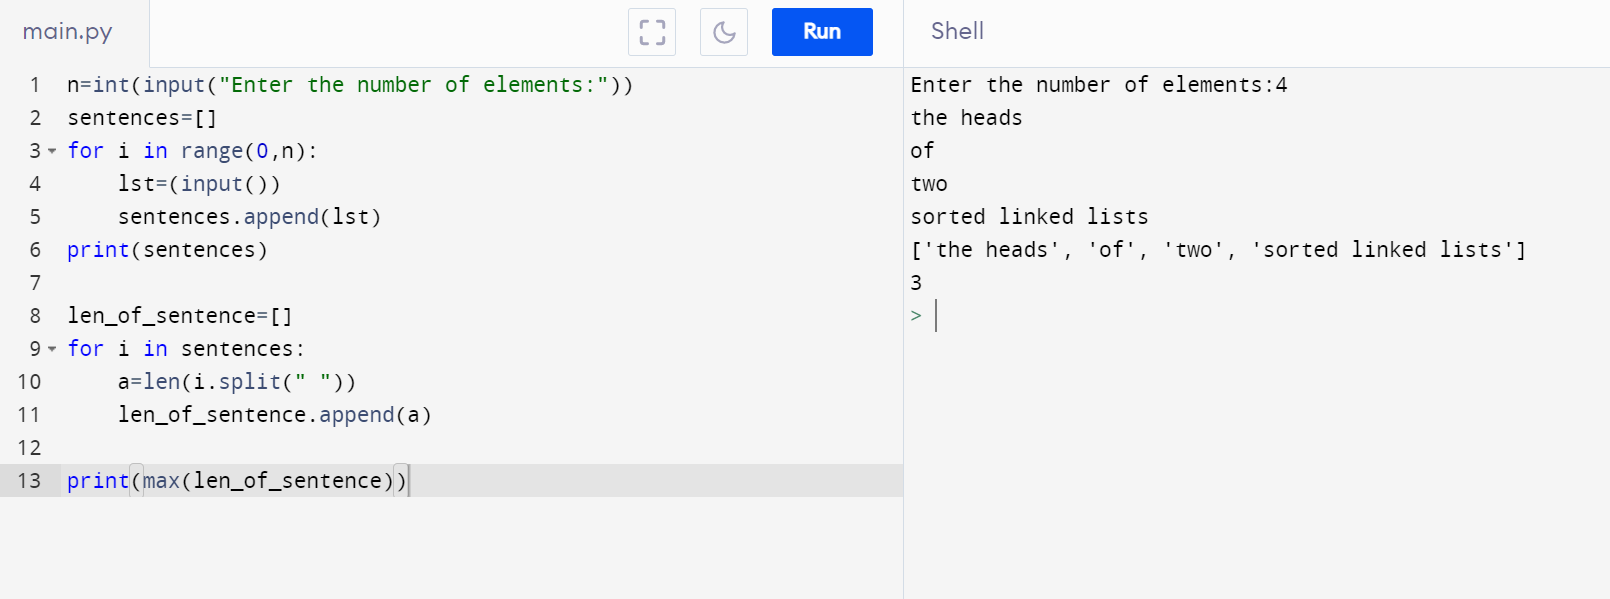 main.py
Run
Shell
1 n=int(input("Enter the number of elements:"))
2 sentences=[]
3 for i in range(0,n):
4     lst=(input())
5     sentences.append(lst)
6 print(sentences)
7
8 len_of_sentence=[]
9 for i in sentences:
10     a=len(i.split(" "))
11     len_of_sentence.append(a)
12
13 print(max(len_of_sentence))
Enter the number of elements:4
the heads
of
two
sorted linked lists
['the heads', 'of', 'two', 'sorted linked lists']
3
>